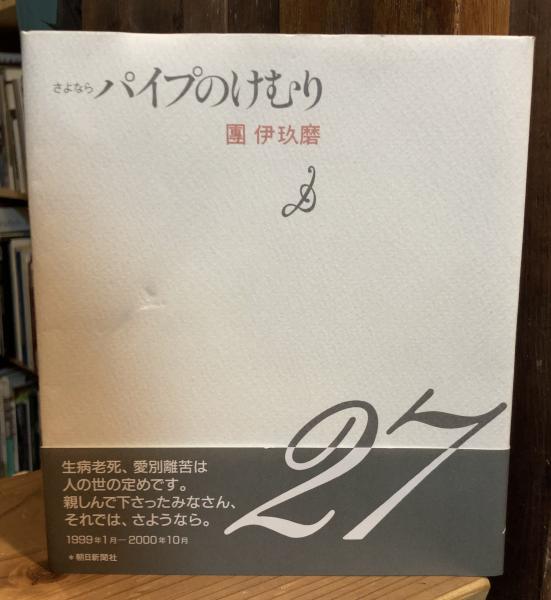 さよなら パイプのけむり
團 伊玖磨
27
生病老死、愛別離苦は
人の世の定めです。
親しんで下さったみなさん、
それでは、さようなら。
1999年1月―2000年10月
*朝日新聞社